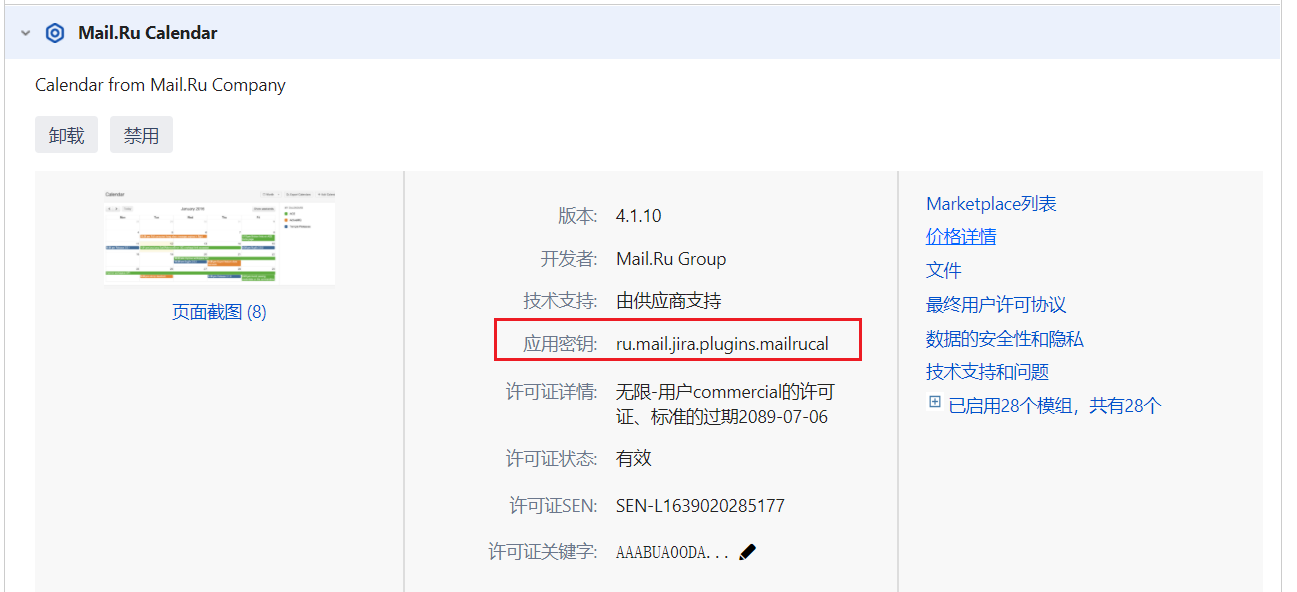 Mail.Ru Calendar
Calendar from Mail.Ru Company
卸载 禁用
Calendar
January 2016
页面截图 (8)
版本: 4.1.10
开发者: Mail.Ru Group
技术支持: 由供应商支持
应用密钥: ru.mail.jira.plugins.mailrucal
许可证详情: 无限-用户commercial的许可
证、标准的过期2089-07-06
许可证状态: 有效
许可证SEN: SEN-L1639020285177
许可证关键字: AAABUA0ODA...
Marketplace列表
价格详情
文件
最终用户许可协议
数据的安全性和隐私
技术支持和问题
已启用28个模组，共有28个